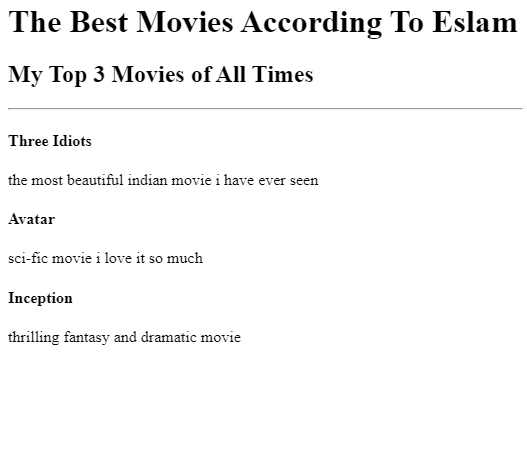 The Best Movies According To Eslam
My Top 3 Movies of All Times
Three Idiots
the most beautiful indian movie i have ever seen
Avatar
sci-fic movie i love it so much
Inception
thrilling fantasy and dramatic movie